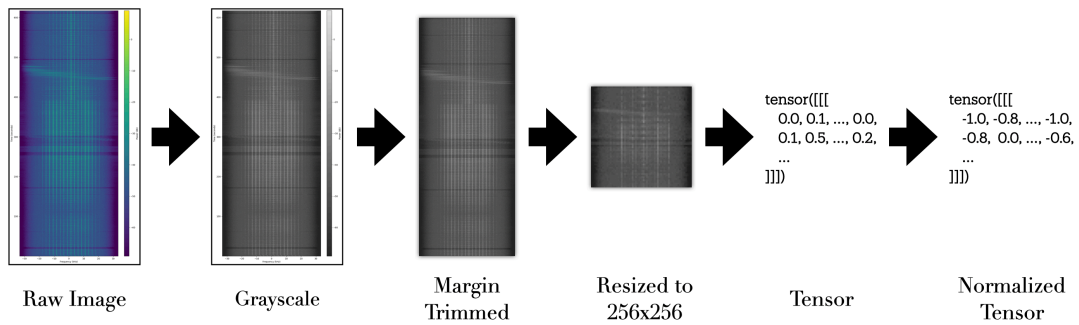 tensor([[[
0.0, 0.1, ..., 0.0,
0.1, 0.5, ..., 0.2,
...
]]])
tensor([[[
-1.0, -0.8, ..., -1.0,
-0.8, 0.0, ..., -0.6,
...
]]])
Raw Image
Grayscale
Margin
Trimmed
Resized to
256x256
Tensor
Normalized
Tensor